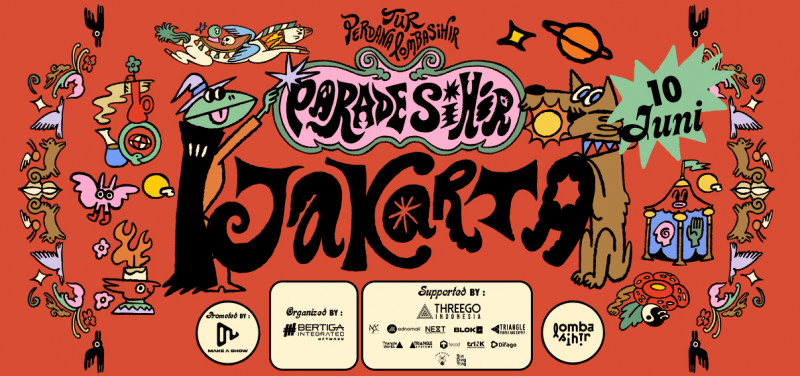 TUR
PERDANA LOMBASIHIR
PARADE SIHIR
10
Juni
JAKARTA
Promoted BY :
MAKE A SHOW
Organized BY :
#BERTIGA
INTEGRATED
NETWORK
Supported BY :
THREEGO
INDONESIA
ednomali
NEXT
BLOK
TRIANGLE
Difago
lomba
sihir